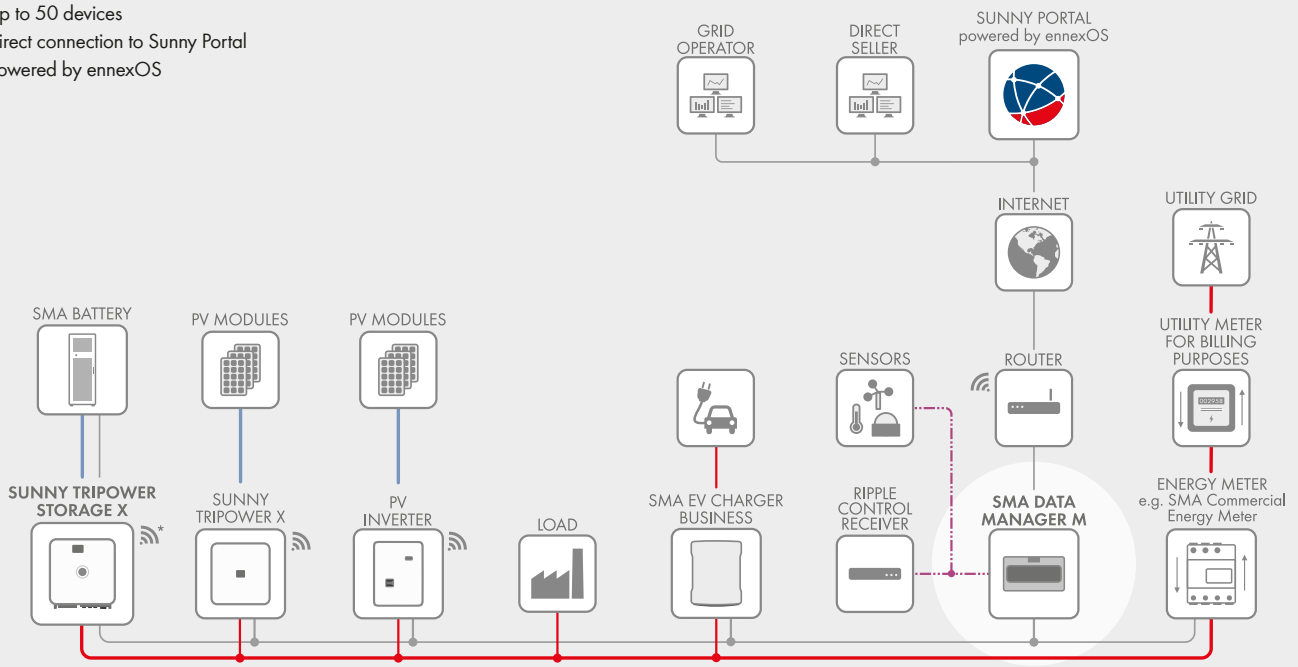 p to 50 devices
irect connection to Sunny Portal
owered by ennexOS
GRID
OPERATOR
DIRECT
SELLER
SUNNY PORTAL
powered by ennexOS
INTERNET
UTILITY GRID
SMA BATTERY
PV MODULES
PV MODULES
SENSORS
ROUTER
UTILITY METER
FOR BILLING
PURPOSES
002950
SUNNY TRIPOWER
STORAGE X
*
SUNNY
TRIPOWER X
PV
INVERTER
LOAD
SMA EV CHARGER
BUSINESS
RIPPLE
CONTROL
RECEIVER
SMA DATA
MANAGER M
ENERGY METER
e.g. SMA Commercial
Energy Meter